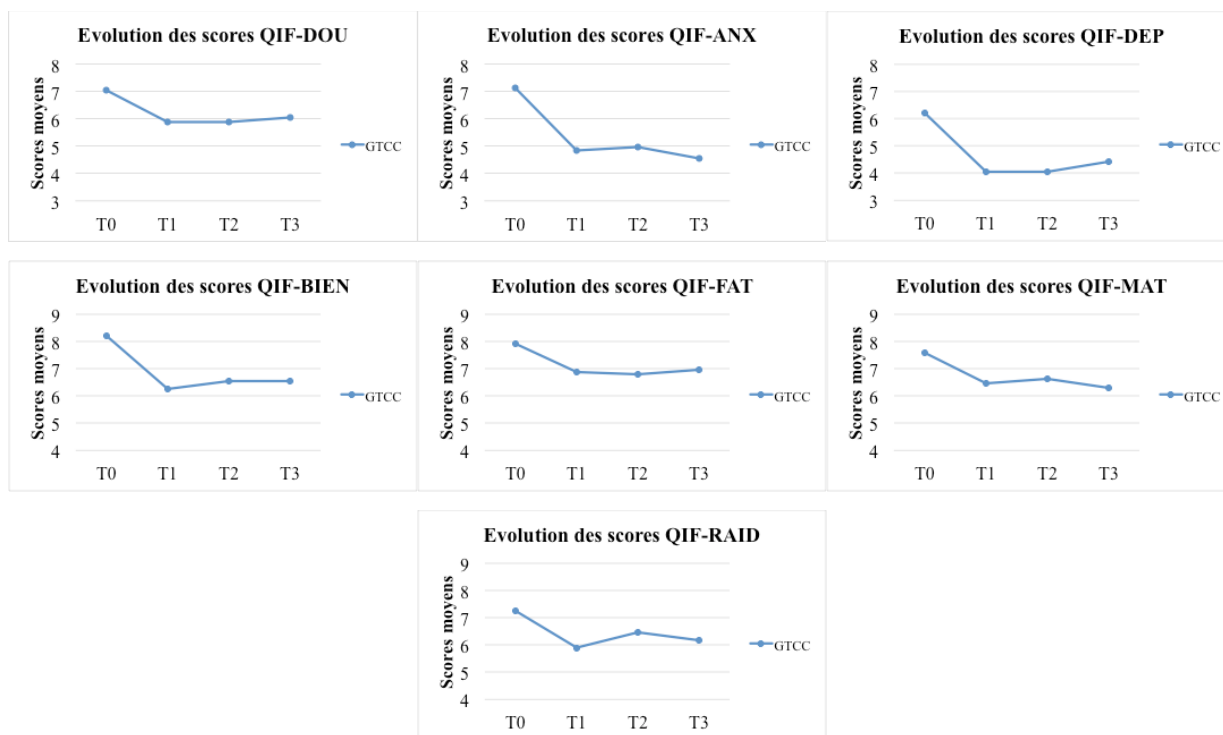 Evolution des scores QIF-DOU
Scores moyens
8
7
6
5
4
3
T0 T1 T2 T3
GTCC
Evolution des scores QIF-ANX
Scores moyens
8
7
6
5
4
3
T0 T1 T2 T3
GTCC
Evolution des scores QIF-DEP
Scores moyens
8
7
6
5
4
3
T0 T1 T2 T3
GTCC
Evolution des scores QIF-BIEN
Scores moyens
9
8
7
6
5
4
T0 T1 T2 T3
GTCC
Evolution des scores QIF-FAT
Scores moyens
9
8
7
6
5
4
T0 T1 T2 T3
GTCC
Evolution des scores QIF-MAT
Scores moyens
9
8
7
6
5
4
T0 T1 T2 T3
GTCC
Evolution des scores QIF-RAID
Scores moyens
9
8
7
6
5
4
T0 T1 T2 T3
GTCC